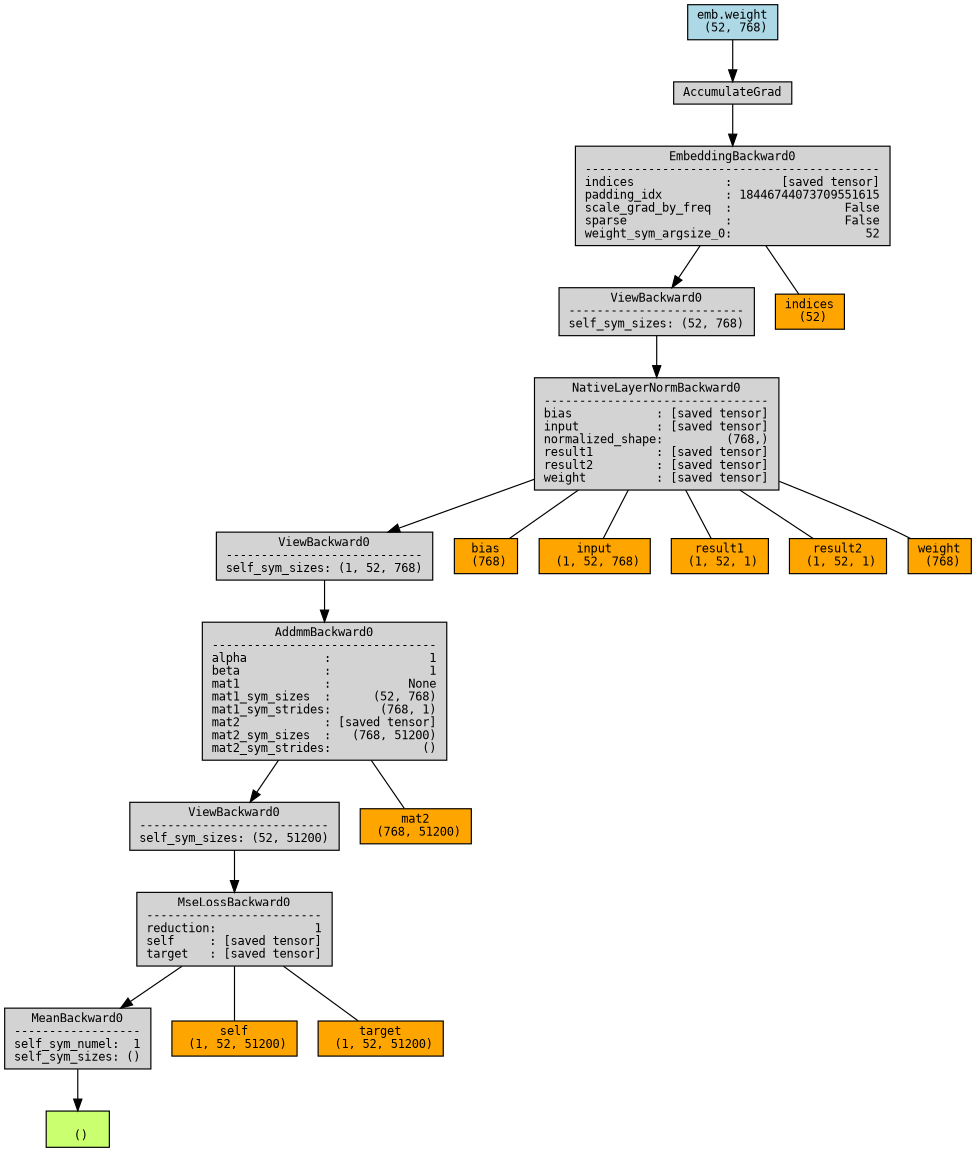 emb.weight
(52, 768)
AccumulateGrad
EmbeddingBackward0
------------------------------------------
indices             :       [saved tensor]
padding_idx         : 18446744073709551615
scale_grad_by_freq  :                False
sparse              :                False
weight_sym_argsize_0:                   52
ViewBackward0
-------------------------
self_sym_sizes: (52, 768)
indices
(52)
NativeLayerNormBackward0
--------------------------------
bias            : [saved tensor]
input           : [saved tensor]
normalized_shape:         (768,)
result1         : [saved tensor]
result2         : [saved tensor]
weight          : [saved tensor]
ViewBackward0
----------------------------
self_sym_sizes: (1, 52, 768)
bias
(768)
input
(1, 52, 768)
result1
(1, 52, 1)
result2
(1, 52, 1)
weight
(768)
AddmmBackward0
--------------------------------
alpha           :              1
beta            :              1
mat1            :           None
mat1_sym_sizes  :      (52, 768)
mat1_sym_strides:       (768, 1)
mat2            : [saved tensor]
mat2_sym_sizes  :   (768, 51200)
mat2_sym_strides:             ()
ViewBackward0
---------------------------
self_sym_sizes: (52, 51200)
mat2
(768, 51200)
MseLossBackward0
-------------------------
reduction:              1
self     : [saved tensor]
target   : [saved tensor]
MeanBackward0
------------------
self_sym_numel:  1
self_sym_sizes: ()
self
(1, 52, 51200)
target
(1, 52, 51200)
()